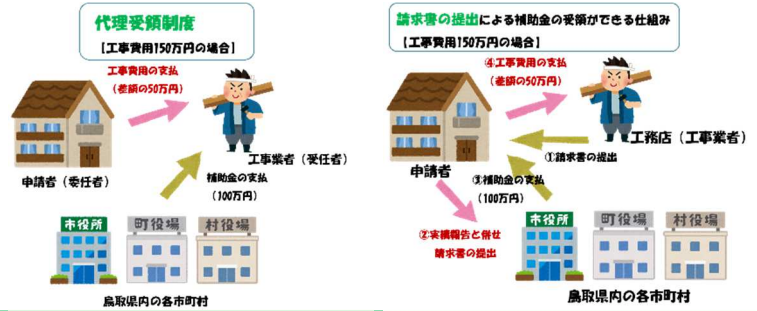 代理受領制度
【工事費用150万円の場合】
工事費用の支払
（差額の50万円）
工事業者（受任者）
申請者（委任者）
補助金の支払
（100万円）
市役所
町役場
村役場
鳥取県内の各市町村
請求書の提出による補助金の受領ができる仕組み
【工事費用150万円の場合】
④工事費用の支払
（差額の50万円）
工務店（工事業者）
①請求書の提出
申請者
③補助金の支払
（100万円）
②実績報告と併せ
請求書の提出
市役所
町役場
村役場
鳥取県内の各市町村